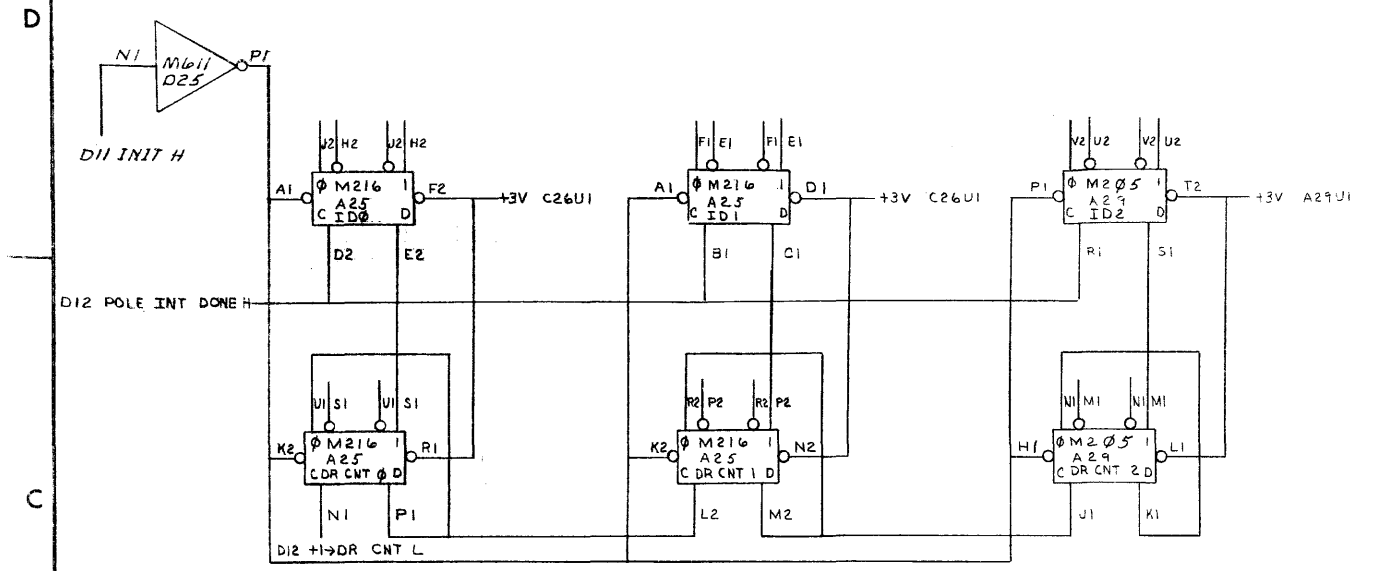 D
N1 P1
M611
D25
D11 INIT H
J2 H2 J2 H2
F1 E1 F1 E1
V2 U2 V2 U2
A1 Ø M216 1 F2 +3V C26U1
A25
C IDØ D
A1 Ø M216 1 D1 +3V C26U1
A25
C ID1 D
P1 Ø M2Ø5 1 T2 +3V A29U1
A29
C ID2 D
D2 E2 B1 C1 R1 S1
D12 POLE INT DONE H
U1 S1 U1 S1
R2 P2 R2 P2
N1 M1 N1 M1
K2 Ø M216 1 R1
A25
C DR CNT Ø D
K2 Ø M216 1 N2
A25
C DR CNT 1 D
H1 Ø M2Ø5 1 L1
A29
C DR CNT 2 D
C
N1 P1 L2 M2 J1 K1
D12 +1→DR CNT L